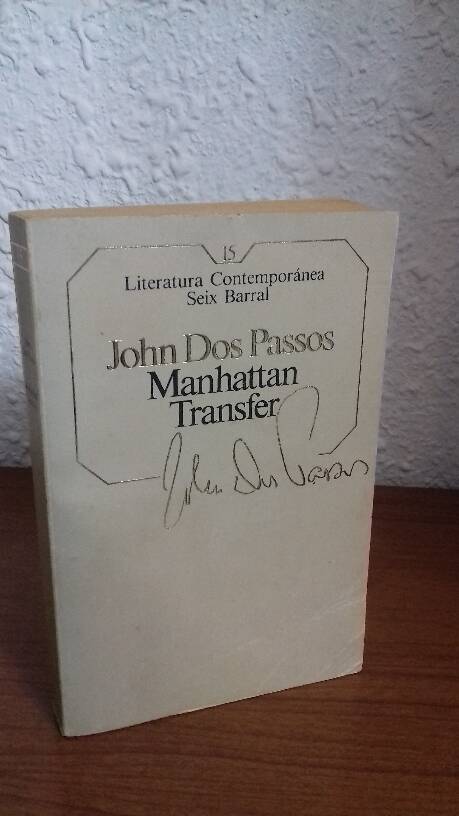 15
Literatura Contemporánea
Seix Barral
John Dos Passos
Manhattan
Transfer
John Dos Passos